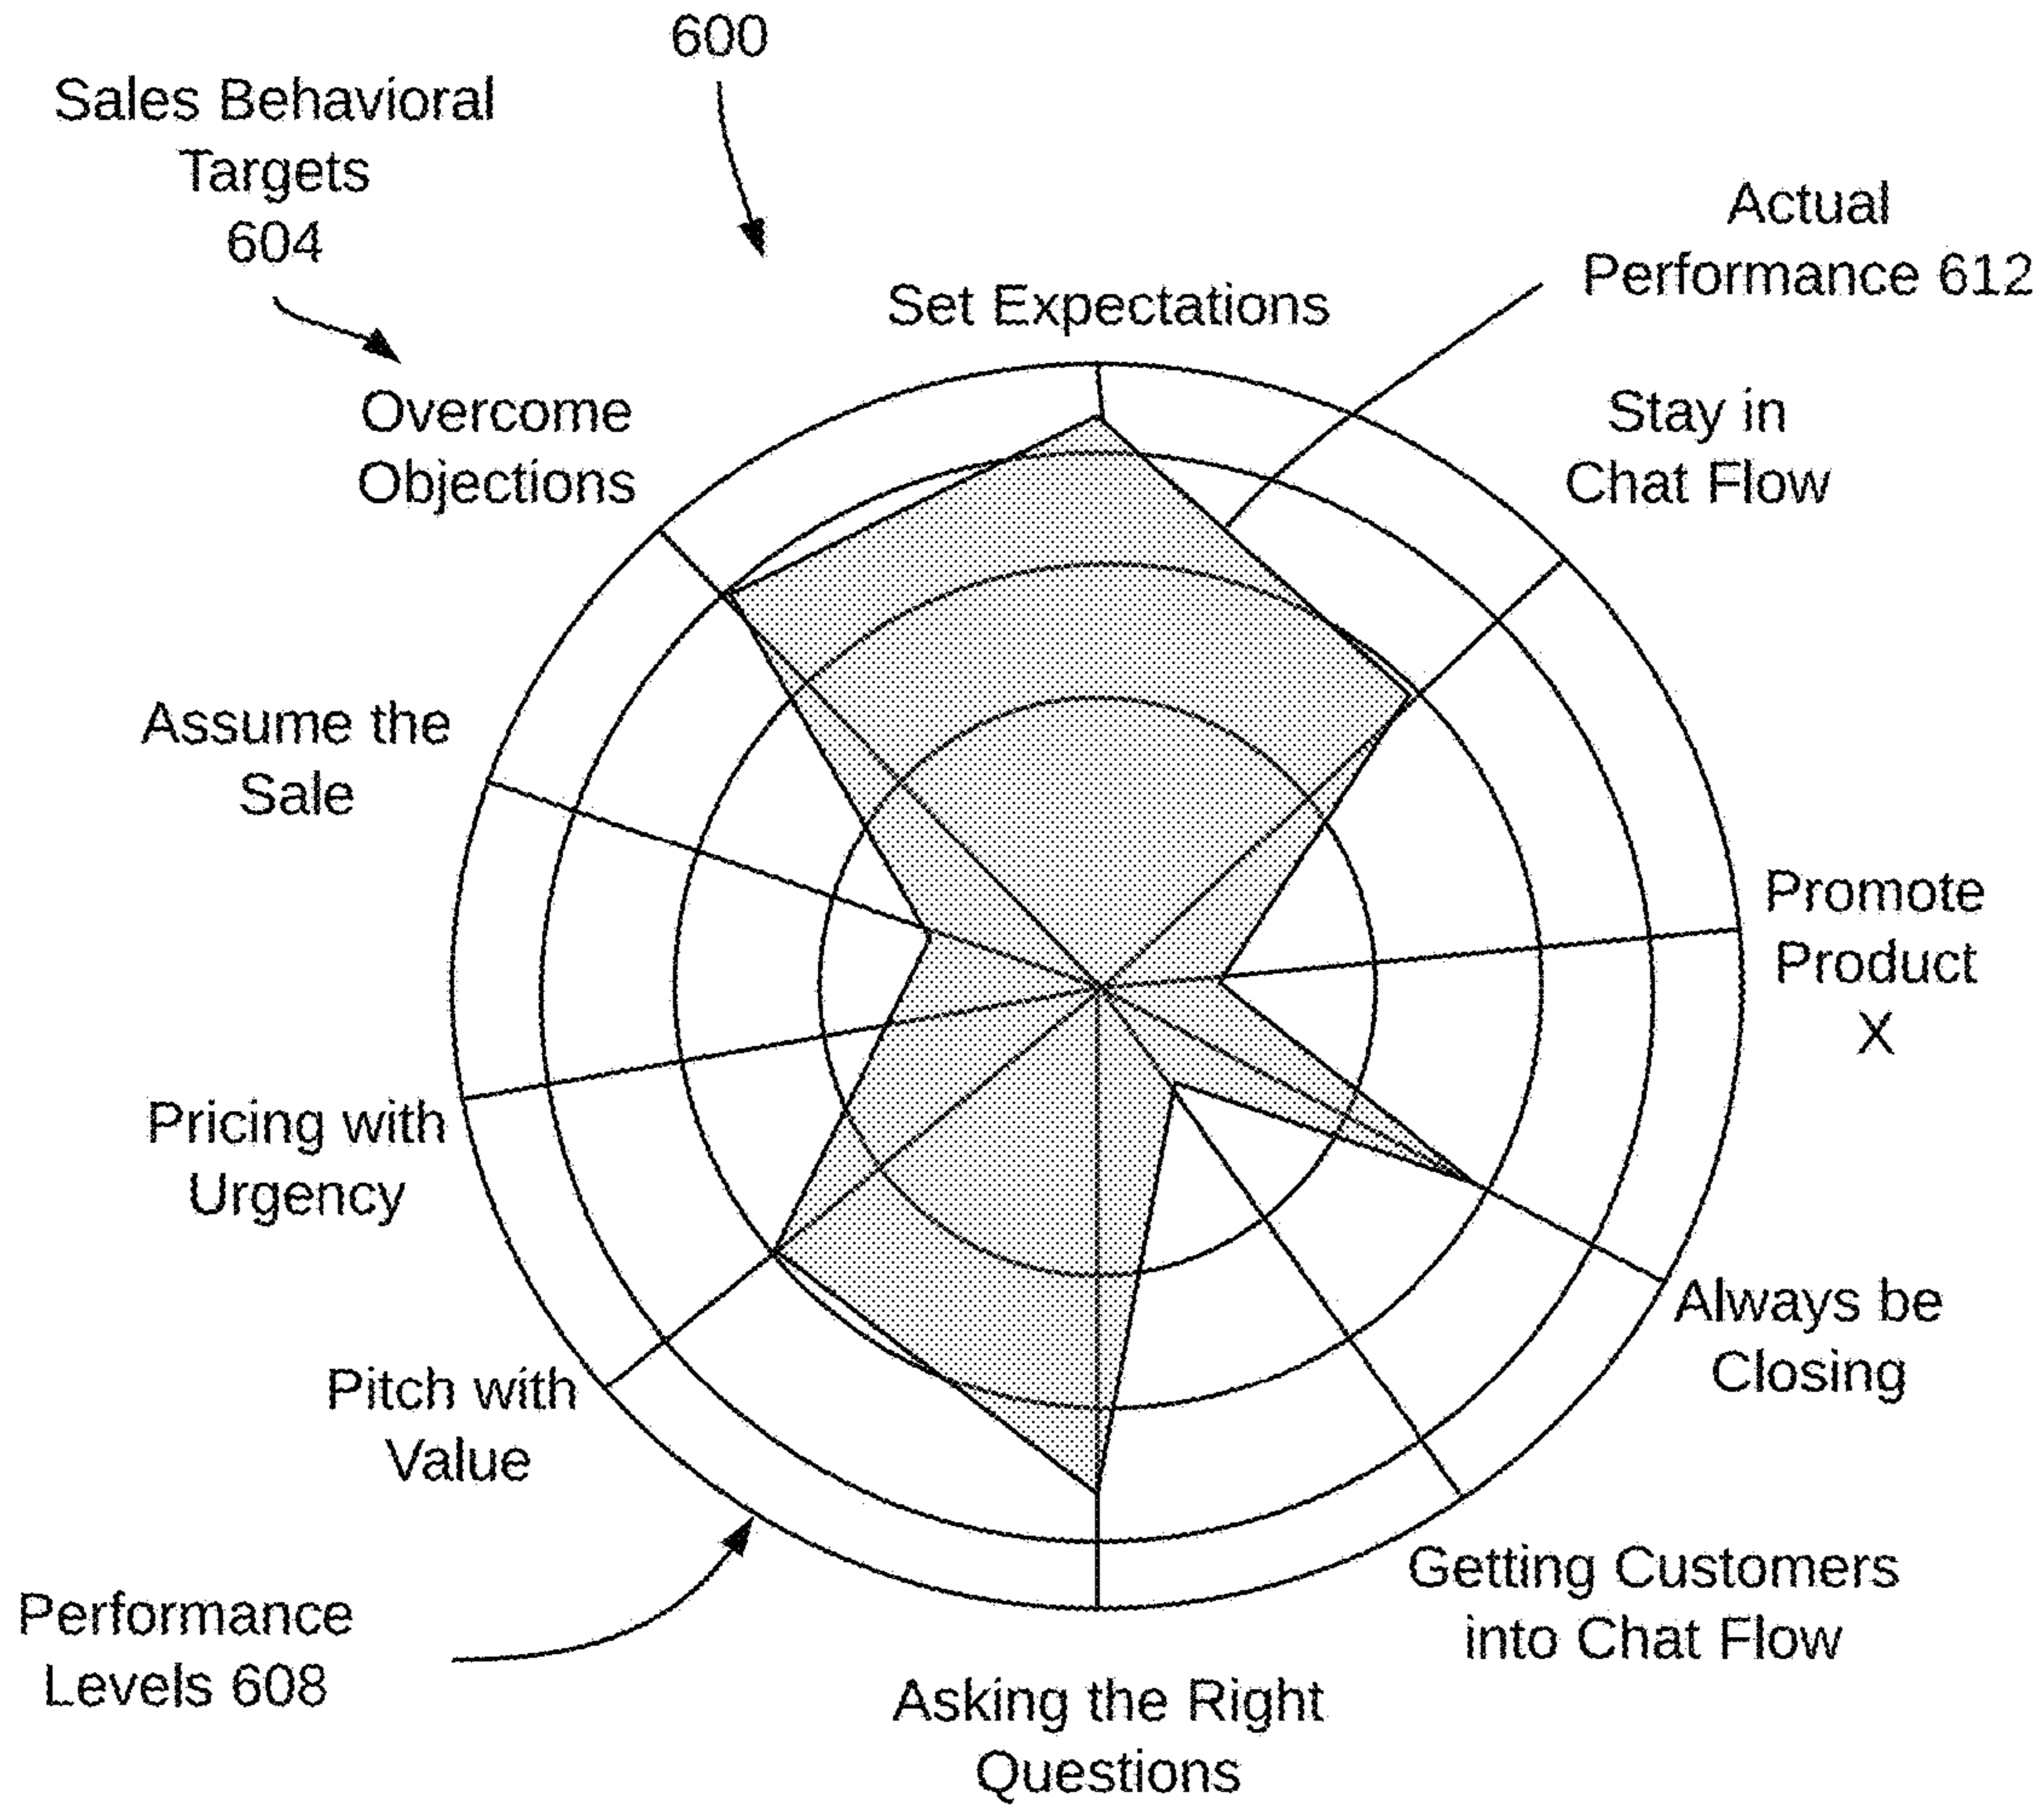 600
Sales Behavioral
Targets
604
Actual
Performance 612
Set Expectations
Overcome
Objections
Stay in
Chat Flow
Assume the
Sale
Promote
Product
X
Pricing with
Urgency
Always be
Closing
Pitch with
Value
Getting Customers
into Chat Flow
Performance
Levels 608
Asking the Right
Questions